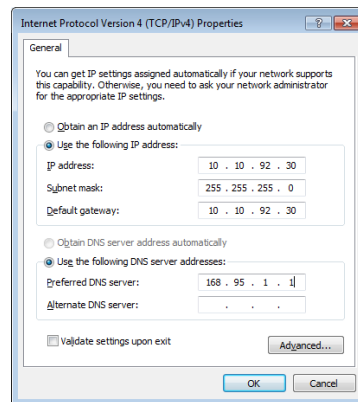 Internet Protocol Version 4 (TCP/IPv4) Properties
General
You can get IP settings assigned automatically if your network supports
this capability. Otherwise, you need to ask your network administrator
for the appropriate IP settings.
Obtain an IP address automatically
Use the following IP address:
IP address: 10 . 10 . 92 . 30
Subnet mask: 255 . 255 . 255 . 0
Default gateway: 10 . 10 . 92 . 30
Obtain DNS server address automatically
Use the following DNS server addresses:
Preferred DNS server: 168 . 95 . 1 . 1
Alternate DNS server: . . .
Validate settings upon exit
Advanced...
OK Cancel